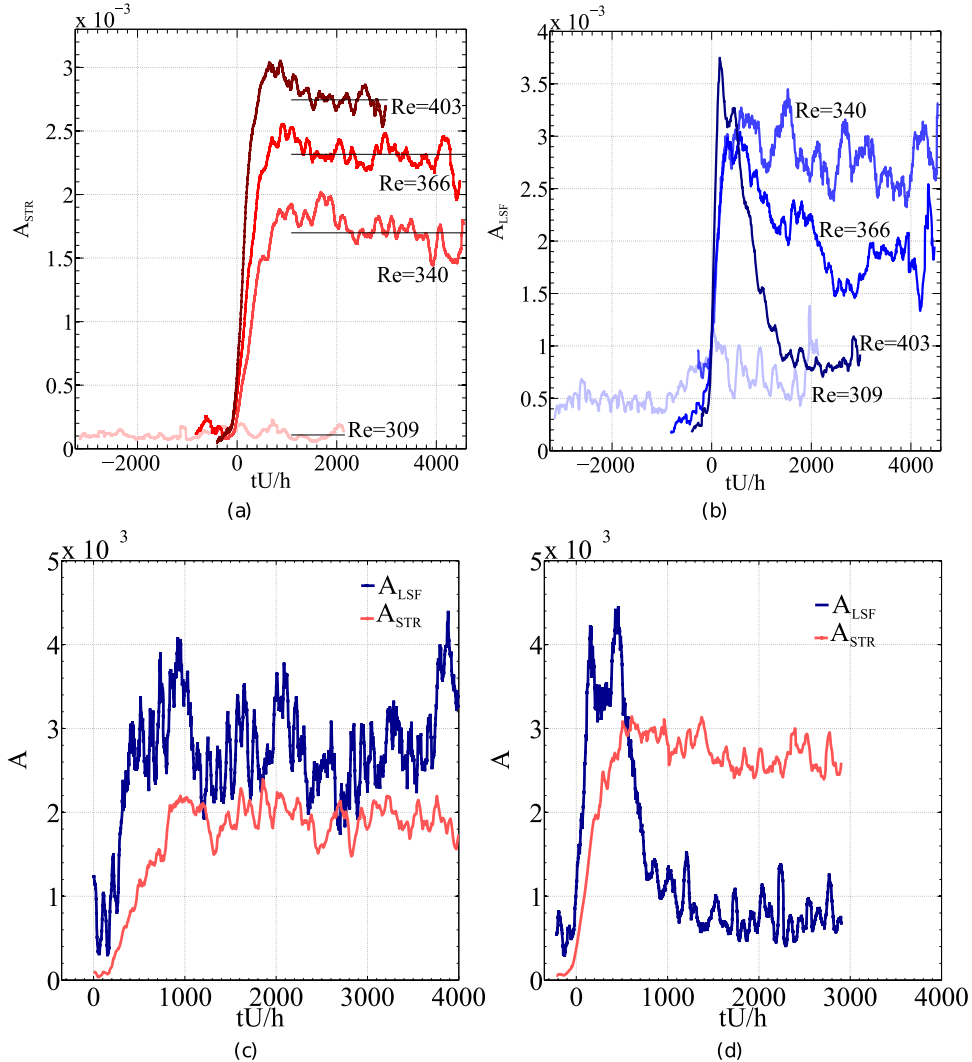 x 10⁻³
A_STR
3
2.5
2
1.5
1
0.5
0
Re=403
Re=366
Re=340
Re=309
−2000 0 2000 4000
tU/h
(a)
x 10⁻³
A_LSF
4
3.5
3
2.5
2
1.5
1
0.5
0
Re=340
Re=366
Re=403
Re=309
−2000 0 2000 4000
tU/h
(b)
x 10 3
5
4
3
2
1
0
A
A_LSF
A_STR
0 1000 2000 3000 4000
tU/h
(c)
x 10 3
5
4
3
2
1
0
A
A_LSF
A_STR
0 1000 2000 3000 4000
tU/h
(d)